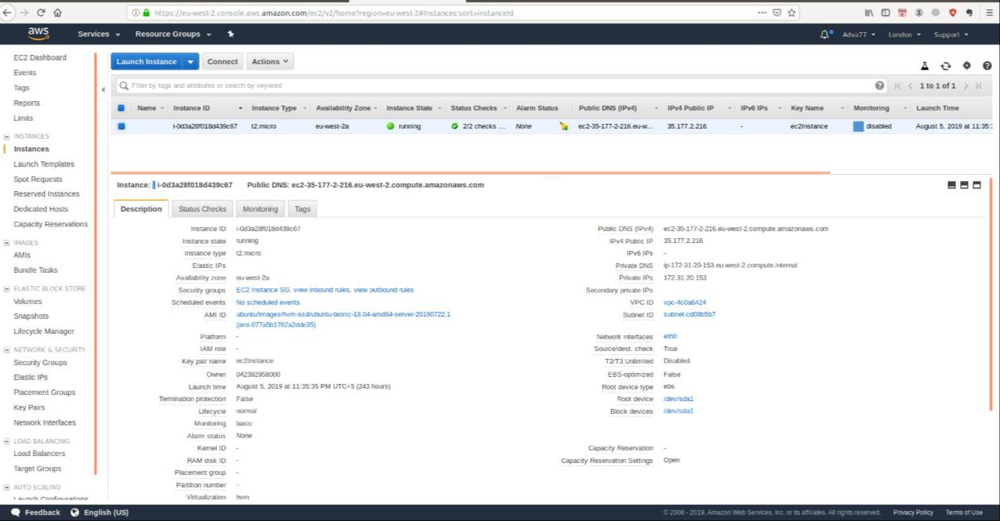 https://eu-west-2.console.aws.amazon.com/ec2/v2/home?region=eu-west-2#Instances:sort=instanceId
aws Services Resource Groups Adva77 London Support
EC2 Dashboard
Events
Tags
Reports
Limits
INSTANCES
Instances
Launch Templates
Spot Requests
Reserved Instances
Dedicated Hosts
Capacity Reservations
IMAGES
AMIs
Bundle Tasks
ELASTIC BLOCK STORE
Volumes
Snapshots
Lifecycle Manager
NETWORK & SECURITY
Security Groups
Elastic IPs
Placement Groups
Key Pairs
Network Interfaces
LOAD BALANCING
Load Balancers
Target Groups
AUTO SCALING
Launch Configurations
Launch Instance Connect Actions
Filter by tags and attributes or search by keyword 1 to 1 of 1
Name Instance ID Instance Type Availability Zone Instance State Status Checks Alarm Status Public DNS (IPv4) IPv4 Public IP IPv6 IPs Key Name Monitoring Launch Time
i-0d3a28f018d439c67 t2.micro eu-west-2a running 2/2 checks ... None ec2-35-177-2-216.eu-w... 35.177.2.216 - ec2Instance disabled August 5, 2019 at 11:35:
Instance: i-0d3a28f018d439c67 Public DNS: ec2-35-177-2-216.eu-west-2.compute.amazonaws.com
Description Status Checks Monitoring Tags
Instance ID i-0d3a28f018d439c67 Public DNS (IPv4) ec2-35-177-2-216.eu-west-2.compute.amazonaws.com
Instance state running IPv4 Public IP 35.177.2.216
Instance type t2.micro IPv6 IPs -
Elastic IPs Private DNS ip-172-31-20-153.eu-west-2.compute.internal
Availability zone eu-west-2a Private IPs 172.31.20.153
Security groups EC2 Instance SG. view inbound rules. view outbound rules Secondary private IPs
Scheduled events No scheduled events VPC ID vpc-4c0a6424
AMI ID ubuntu/images/hvm-ssd/ubuntu-bionic-18.04-amd64-server-20190722.1 Subnet ID subnet-cd08b5b7
(ami-077a5b1762a2dde35)
Platform - Network interfaces eth0
IAM role - Source/dest. check True
Key pair name ec2Instance T2/T3 Unlimited Disabled
Owner 042392958000 EBS-optimized False
Launch time August 5, 2019 at 11:35:35 PM UTC+5 (243 hours) Root device type ebs
Termination protection False Root device /dev/sda1
Lifecycle normal Block devices /dev/sda1
Monitoring basic
Alarm status None
Kernel ID - Capacity Reservation -
RAM disk ID - Capacity Reservation Settings Open
Placement group -
Partition number -
Virtualization hvm
Feedback English (US) © 2008 - 2019, Amazon Web Services, Inc. or its affiliates. All rights reserved. Privacy Policy Terms of Use